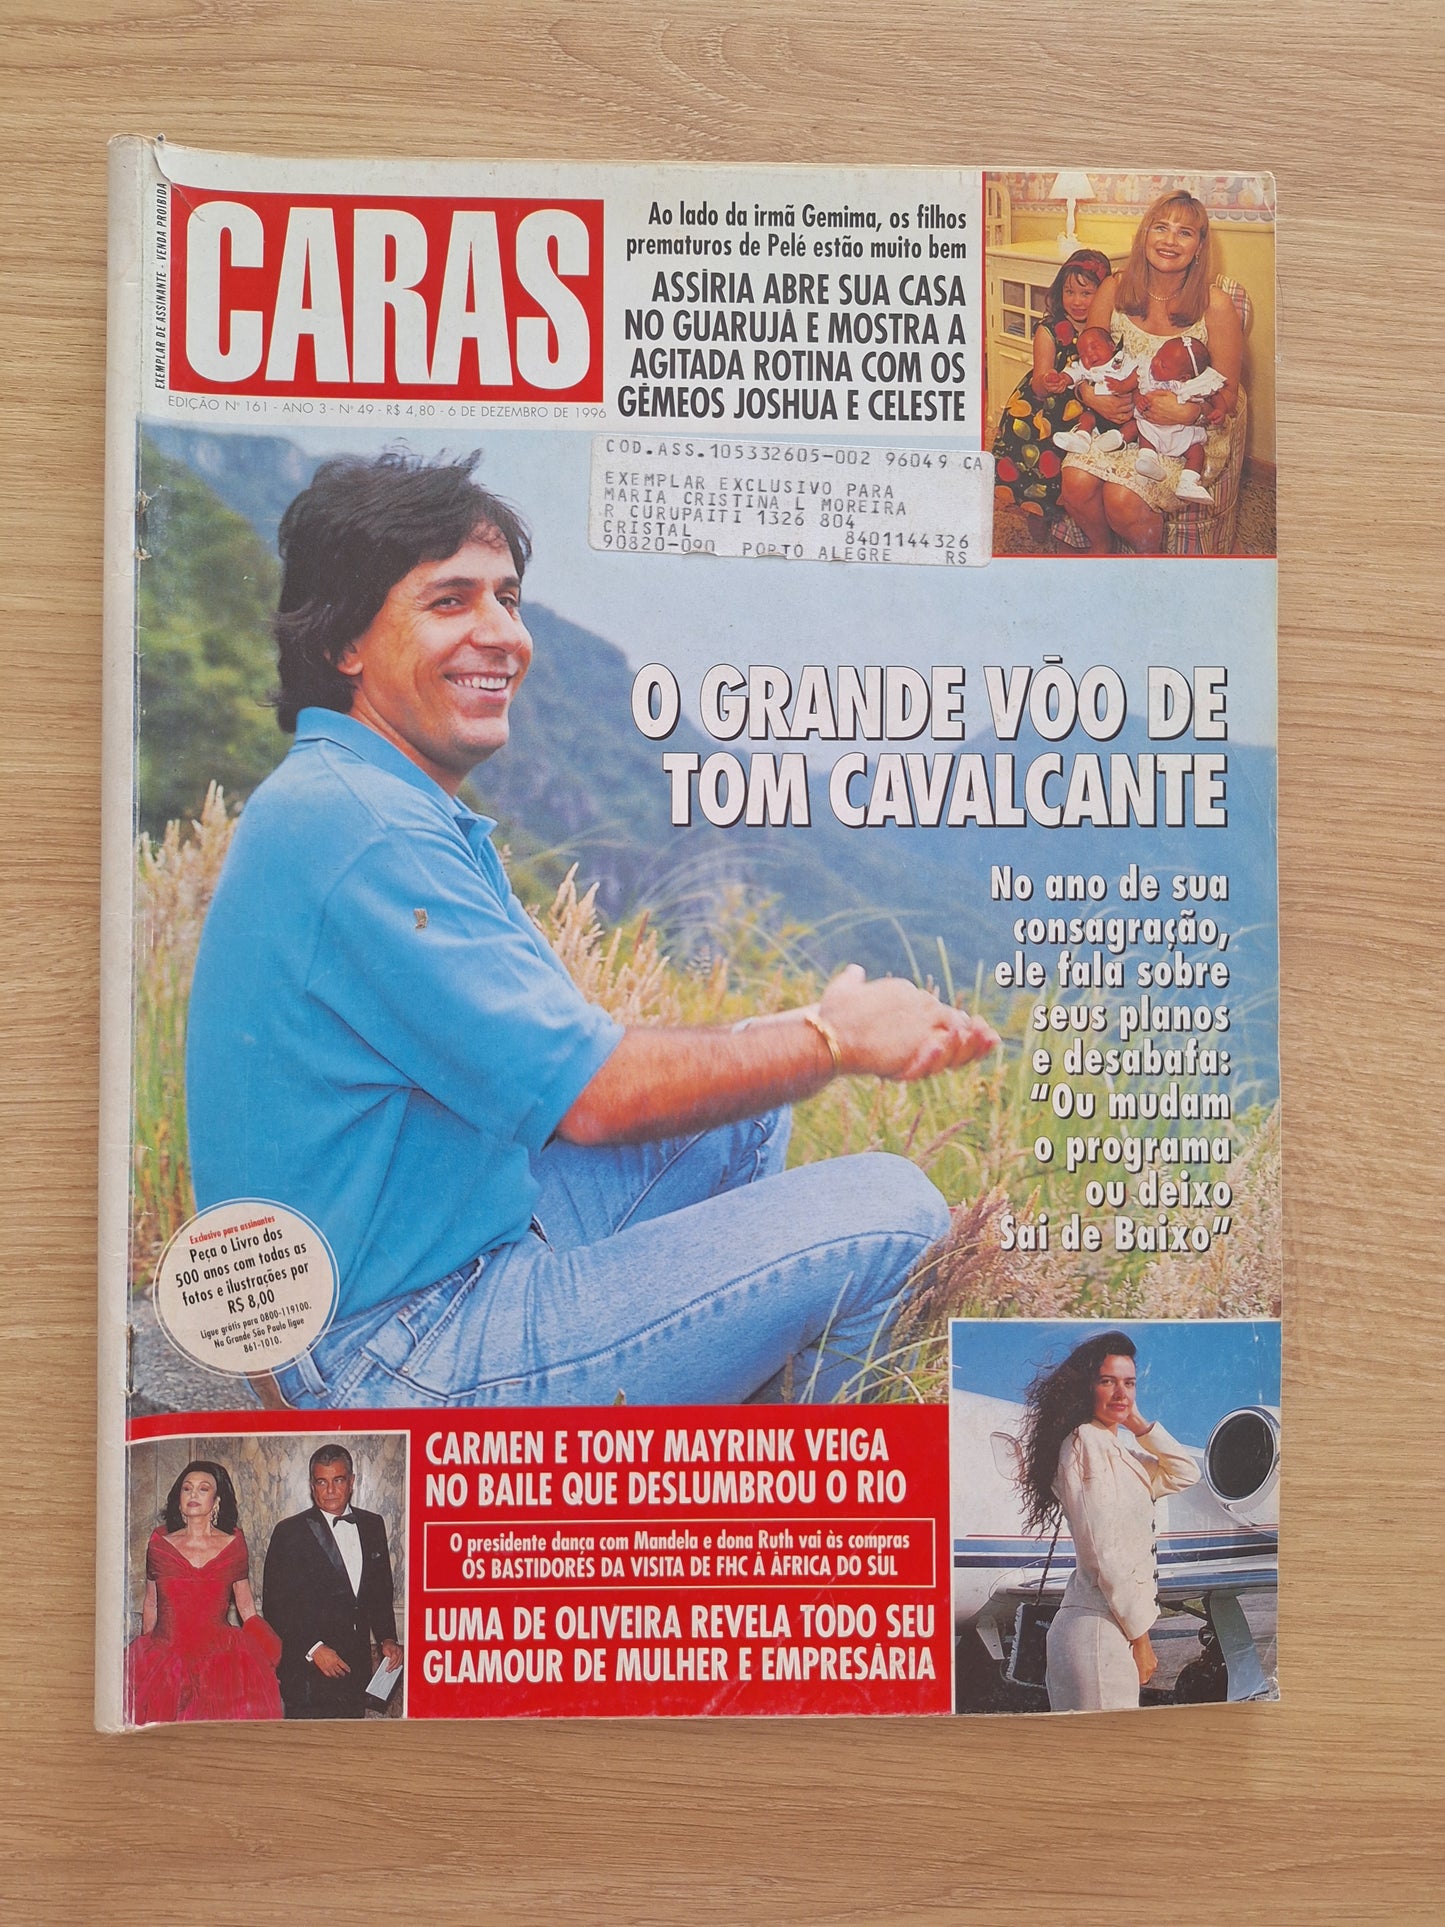 EXEMPLAR DE ASSINANTE - VENDA PROIBIDA
CARAS
EDIÇÃO Nº 161 - ANO 3 - Nº 49 - R$ 4,80 - 6 DE DEZEMBRO DE 1996
Ao lado da irmã Gemima, os filhos
prematuros de Pelé estão muito bem
ASSÍRIA ABRE SUA CASA
NO GUARUJÁ E MOSTRA A
AGITADA ROTINA COM OS
GÊMEOS JOSHUA E CELESTE
COD.ASS.105332605-002 96049 CA
EXEMPLAR EXCLUSIVO PARA
MARIA CRISTINA L MOREIRA
R CURUPAITI 1326 804
CRISTAL 8401144326
90820-090 PORTO ALEGRE RS
O GRANDE VÔO DE
TOM CAVALCANTE
No ano de sua
consagração,
ele fala sobre
seus planos
e desabafa:
“Ou mudam
o programa
ou deixo
Sai de Baixo”
Exclusivo para assinantes
Peça o Livro dos
500 anos com todas as
fotos e ilustrações por
R$ 8,00
Ligue grátis para 0800-119100.
Na Grande São Paulo ligue
861-1010.
CARMEN E TONY MAYRINK VEIGA
NO BAILE QUE DESLUMBROU O RIO
O presidente dança com Mandela e dona Ruth vai às compras
OS BASTIDORES DA VISITA DE FHC À ÁFRICA DO SUL
LUMA DE OLIVEIRA REVELA TODO SEU
GLAMOUR DE MULHER E EMPRESÁRIA